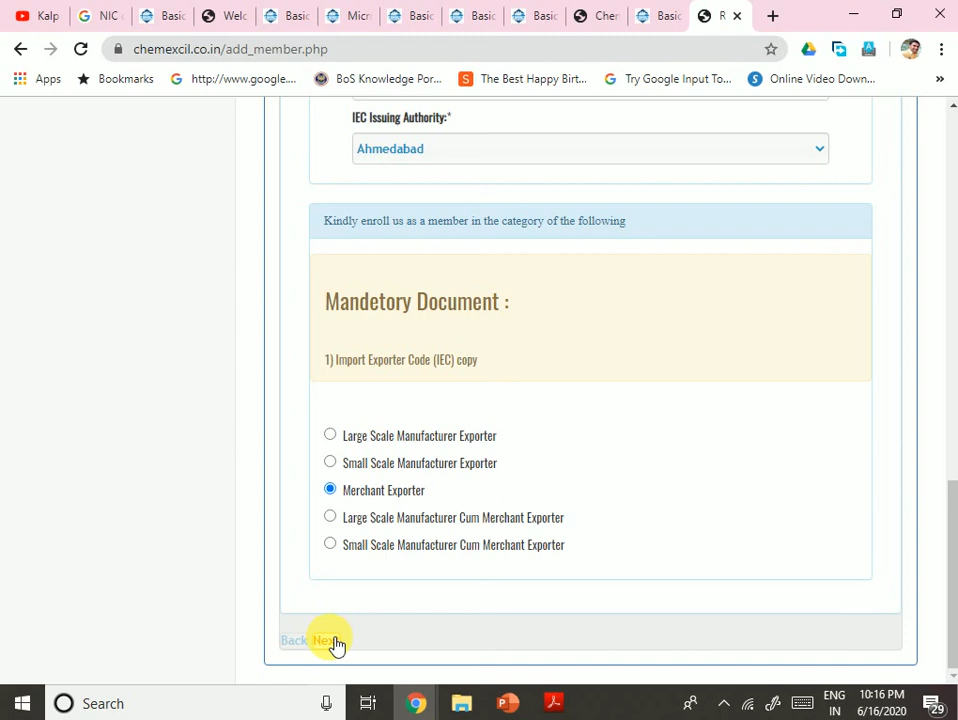 Kalp
NIC
Basic
Welc
Basic
Micr
Basic
Basic
Basic
Cher
Basic
R
chemexcil.co.in/add_member.php
Apps
Bookmarks
http://www.google....
BoS Knowledge Por...
The Best Happy Birt...
Try Google Input To...
Online Video Down...
»
IEC Issuing Authority:*
Ahmedabad
Kindly enroll us as a member in the category of the following
Mandetory Document :
1) Import Exporter Code (IEC) copy
Large Scale Manufacturer Exporter
Small Scale Manufacturer Exporter
Merchant Exporter
Large Scale Manufacturer Cum Merchant Exporter
Small Scale Manufacturer Cum Merchant Exporter
Back Next
Search
ENG
IN
10:16 PM
6/16/2020
29